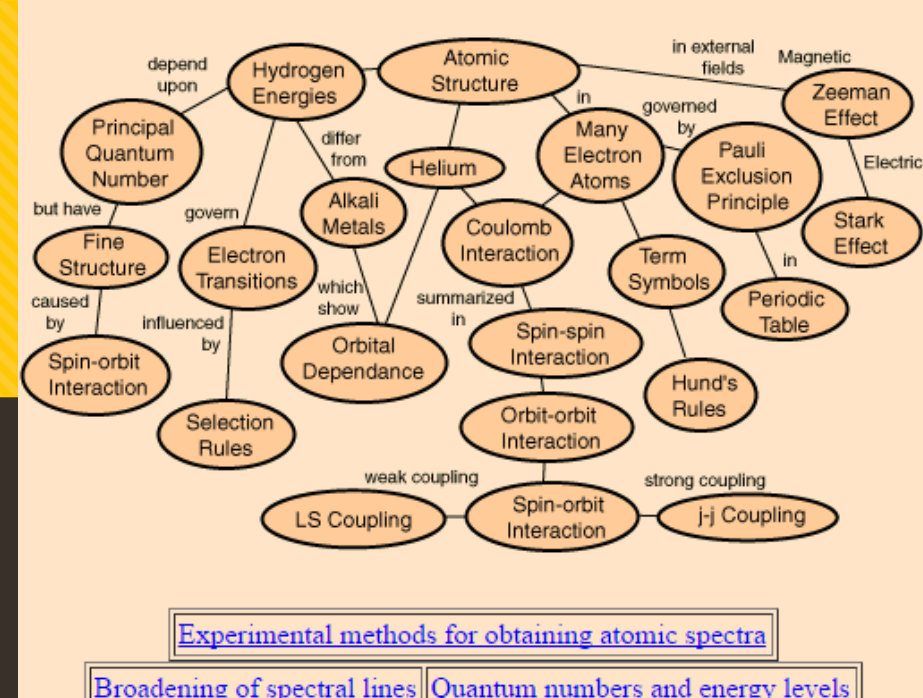 Atomic
Structure
in external
fields
Magnetic
depend
upon
Hydrogen
Energies
Zeeman
Effect
in
governed
by
Principal
Quantum
Number
differ
from
Helium
Many
Electron
Atoms
Pauli
Exclusion
Principle
Electric
but have
govern
Alkali
Metals
Coulomb
Interaction
Stark
Effect
Fine
Structure
Electron
Transitions
Term
Symbols
in
caused
by
which
show
summarized
in
Periodic
Table
influenced
by
Spin-orbit
Interaction
Orbital
Dependance
Spin-spin
Interaction
Hund's
Rules
Selection
Rules
Orbit-orbit
Interaction
weak coupling
strong coupling
LS Coupling
Spin-orbit
Interaction
j-j Coupling
Experimental methods for obtaining atomic spectra
Broadening of spectral lines
Quantum numbers and energy levels